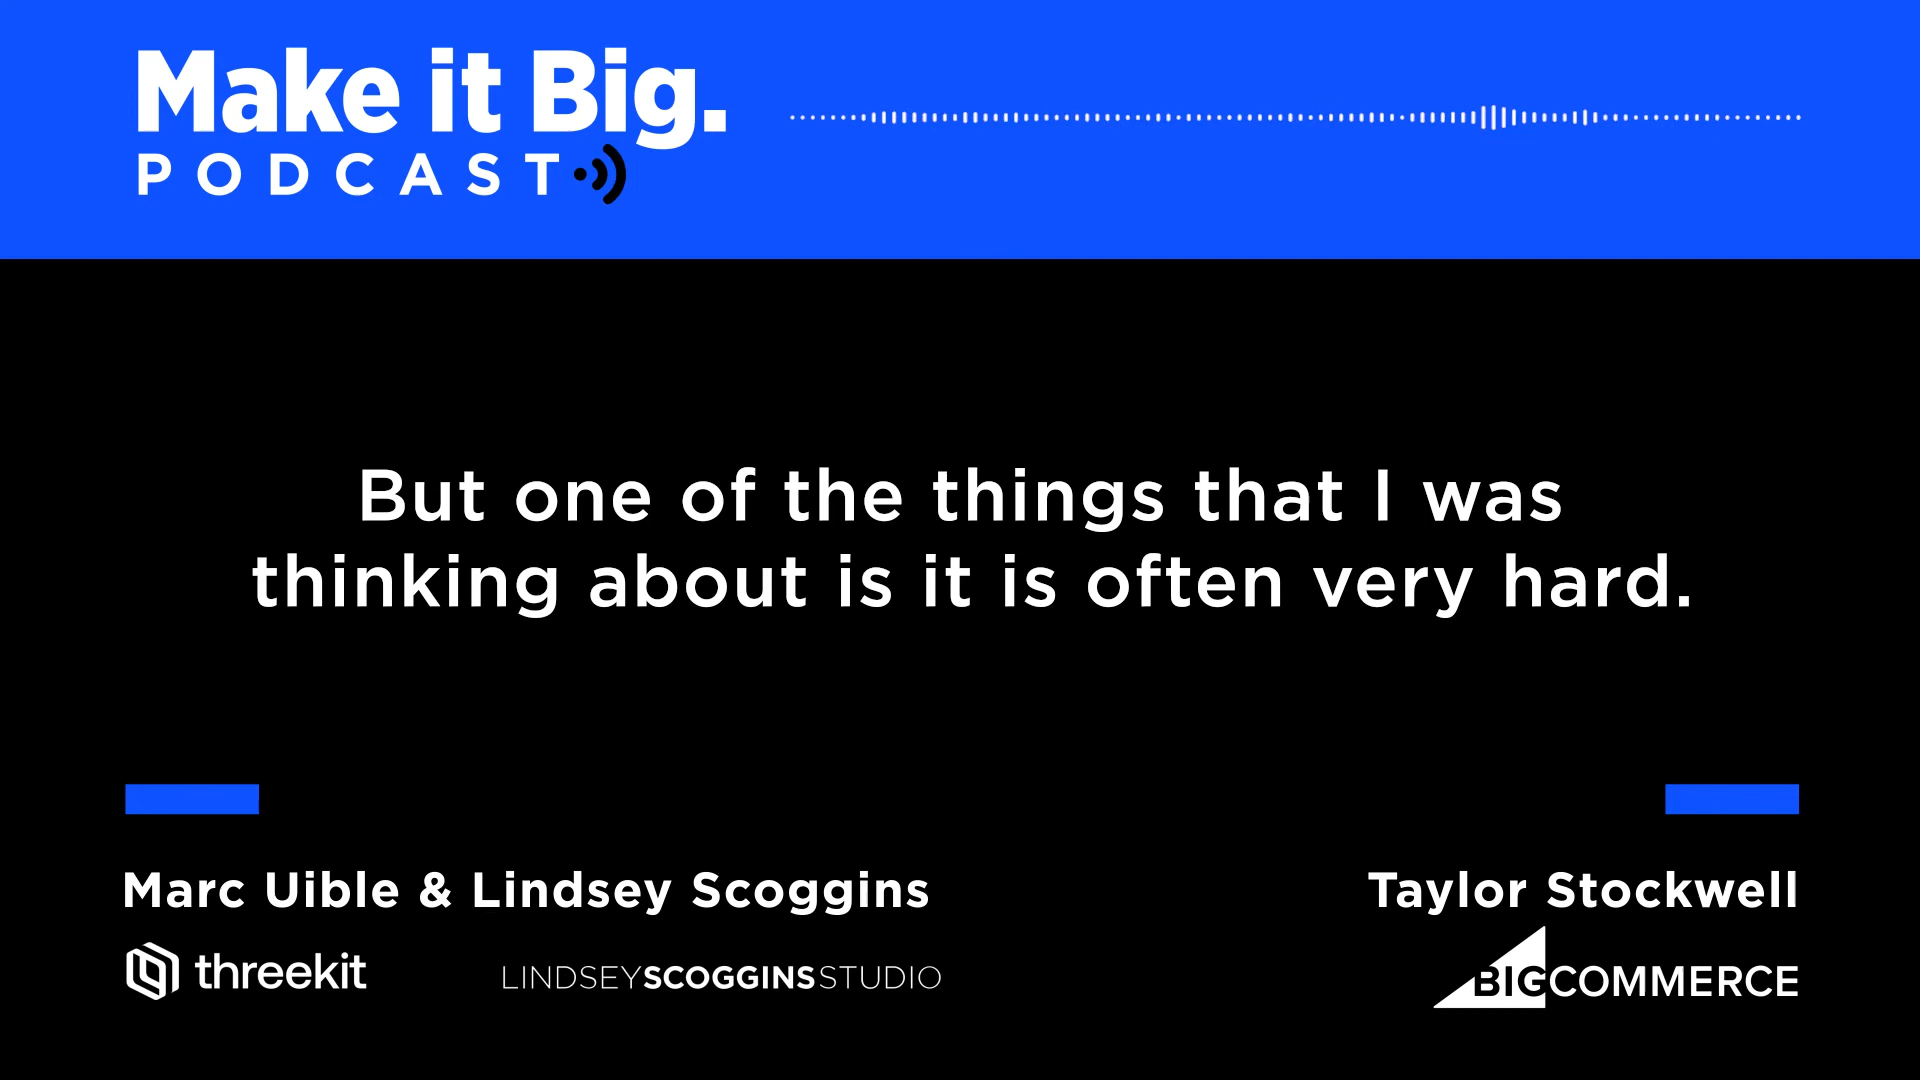 Make it Big.
PODCAST
But one of the things that I was
thinking about is it is often very hard.
Marc Uible & Lindsey Scoggins
Taylor Stockwell
threekit
LINDSEYSCOGGINSSTUDIO
BIGCOMMERCE